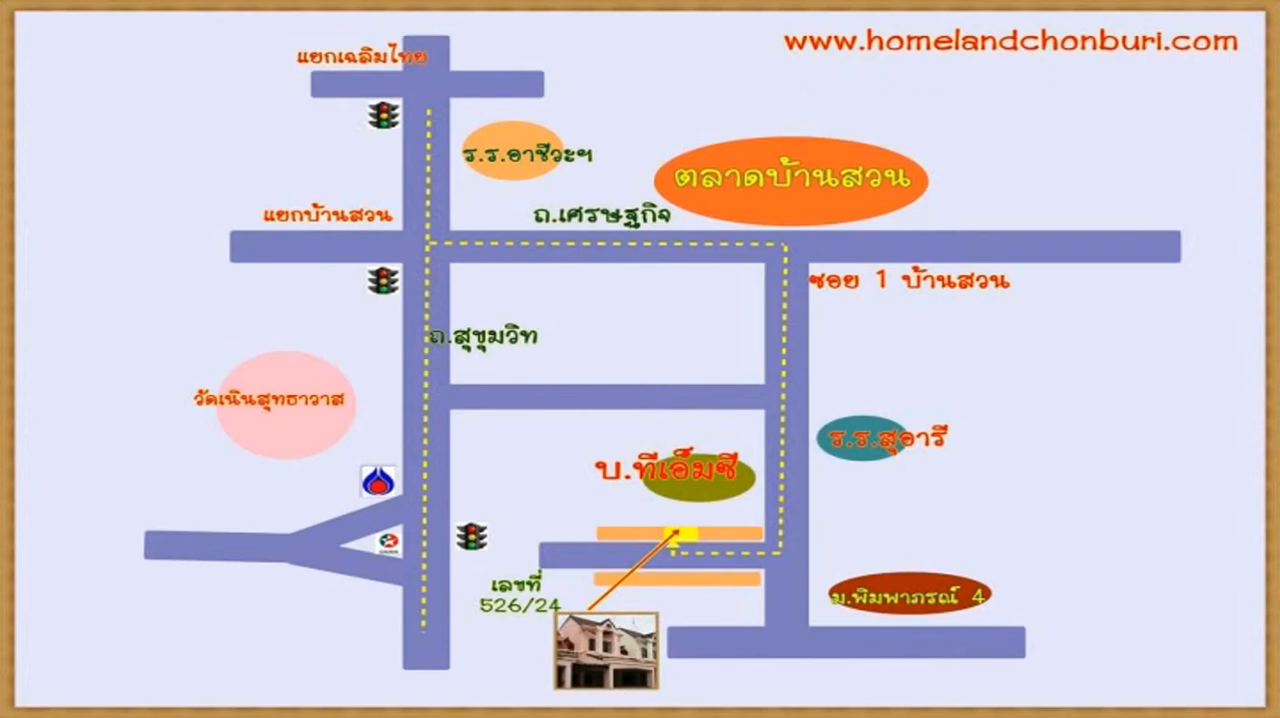 www.homelandchonburi.com
แยกเฉลิมไทย
ร.ร.อาชีวะฯ
ตลาดบ้านสวน
แยกบ้านสวน
ถ.เศรษฐกิจ
ซอย 1 บ้านสวน
ถ.สุขุมวิท
วัดเนินสุทธาวาส
ร.ร.สุอารี
บ.ทีเอ็มซี
เลขที่
526/24
ม.พิมพาภรณ์ 4